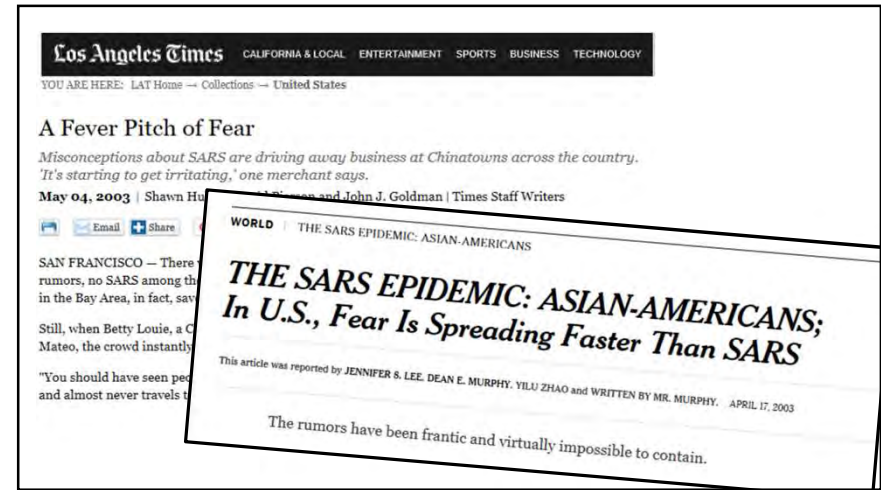 Los Angeles Times CALIFORNIA & LOCAL ENTERTAINMENT SPORTS BUSINESS TECHNOLOGY
YOU ARE HERE: LAT Home → Collections → United States
A Fever Pitch of Fear
Misconceptions about SARS are driving away business at Chinatowns across the country.
'It's starting to get irritating,' one merchant says.
May 04, 2003 | Shawn and John J. Goldman | Times Staff Writers
Email Share
SAN FRANCISCO — There
rumors, no SARS among
in the Bay Area, in fact,
Still, when Betty Louie, a
Mateo, the crowd instantly
"You should have seen
and almost never travels
WORLD | THE SARS EPIDEMIC: ASIAN-AMERICANS
THE SARS EPIDEMIC: ASIAN-AMERICANS;
In U.S., Fear Is Spreading Faster Than SARS
This article was reported by JENNIFER 8. LEE, DEAN E. MURPHY, YILU ZHAO and WRITTEN BY MR. MURPHY. APRIL 17, 2003
The rumors have been frantic and virtually impossible to contain.